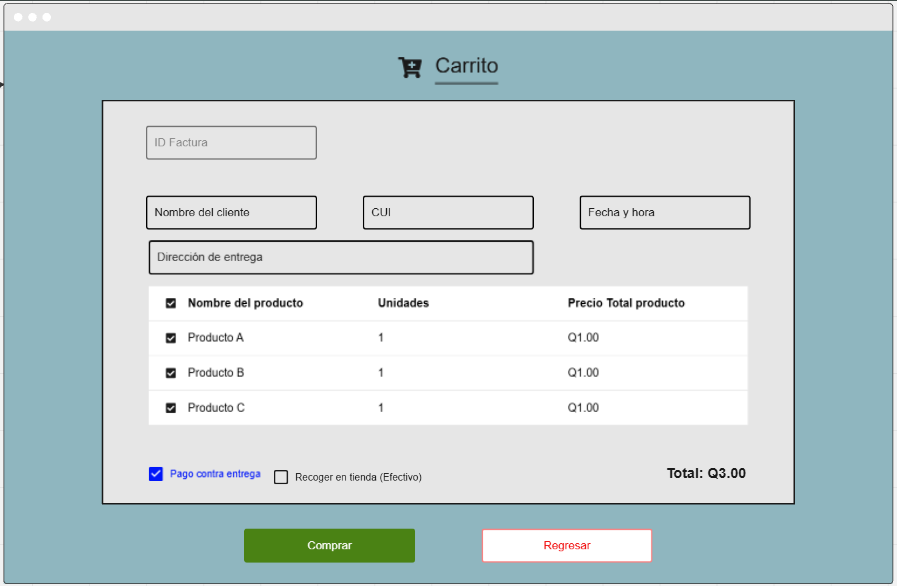 Carrito
ID Factura
Nombre del cliente CUI Fecha y hora
Dirección de entrega
Nombre del producto Unidades Precio Total producto
Producto A 1 Q1.00
Producto B 1 Q1.00
Producto C 1 Q1.00
Pago contra entrega Recoger en tienda (Efectivo) Total: Q3.00
Comprar Regresar